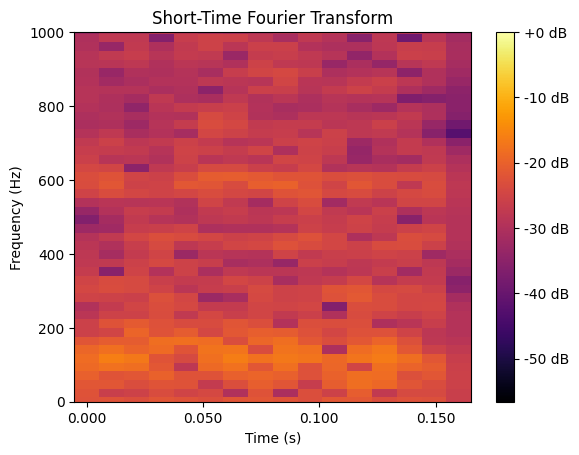 Short-Time Fourier Transform
Frequency (Hz)
1000
800
600
400
200
0
0.000
0.050
0.100
0.150
Time (s)
+0 dB
-10 dB
-20 dB
-30 dB
-40 dB
-50 dB